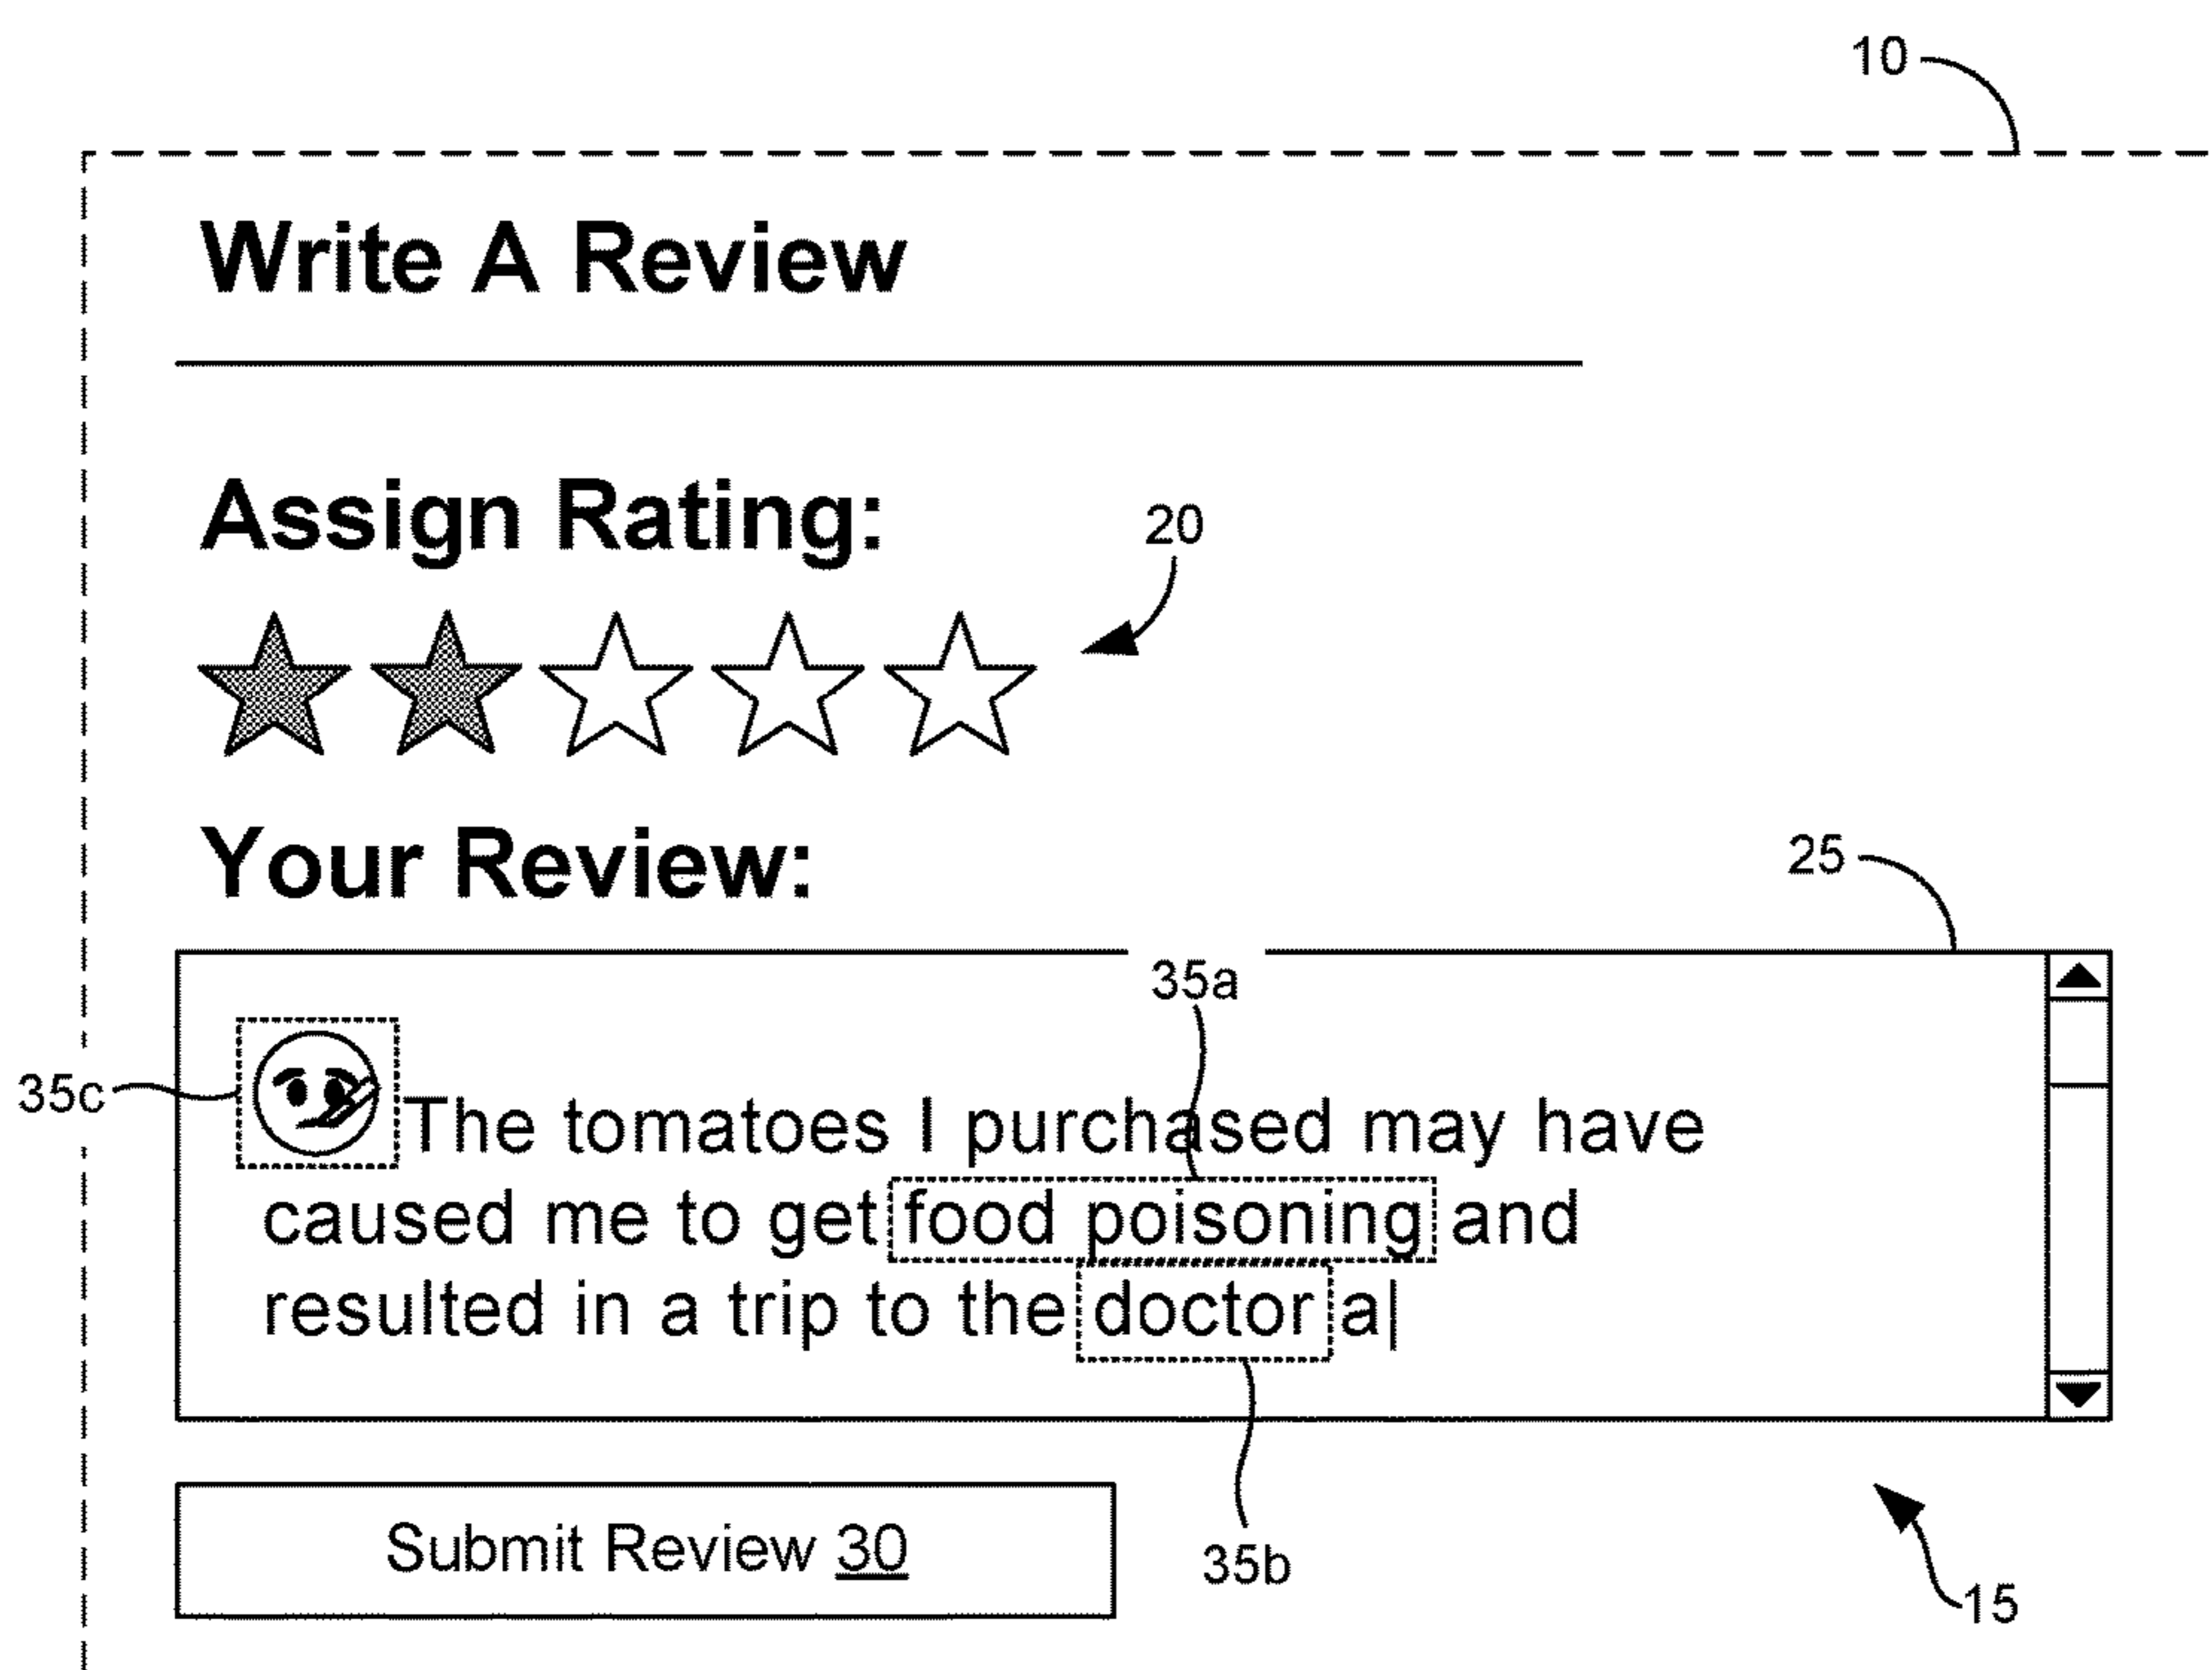 10
Write A Review
Assign Rating:
20
Your Review:
25
35a
35c
The tomatoes I purchased may have
caused me to get food poisoning and
resulted in a trip to the doctor a|
Submit Review 30
35b
15